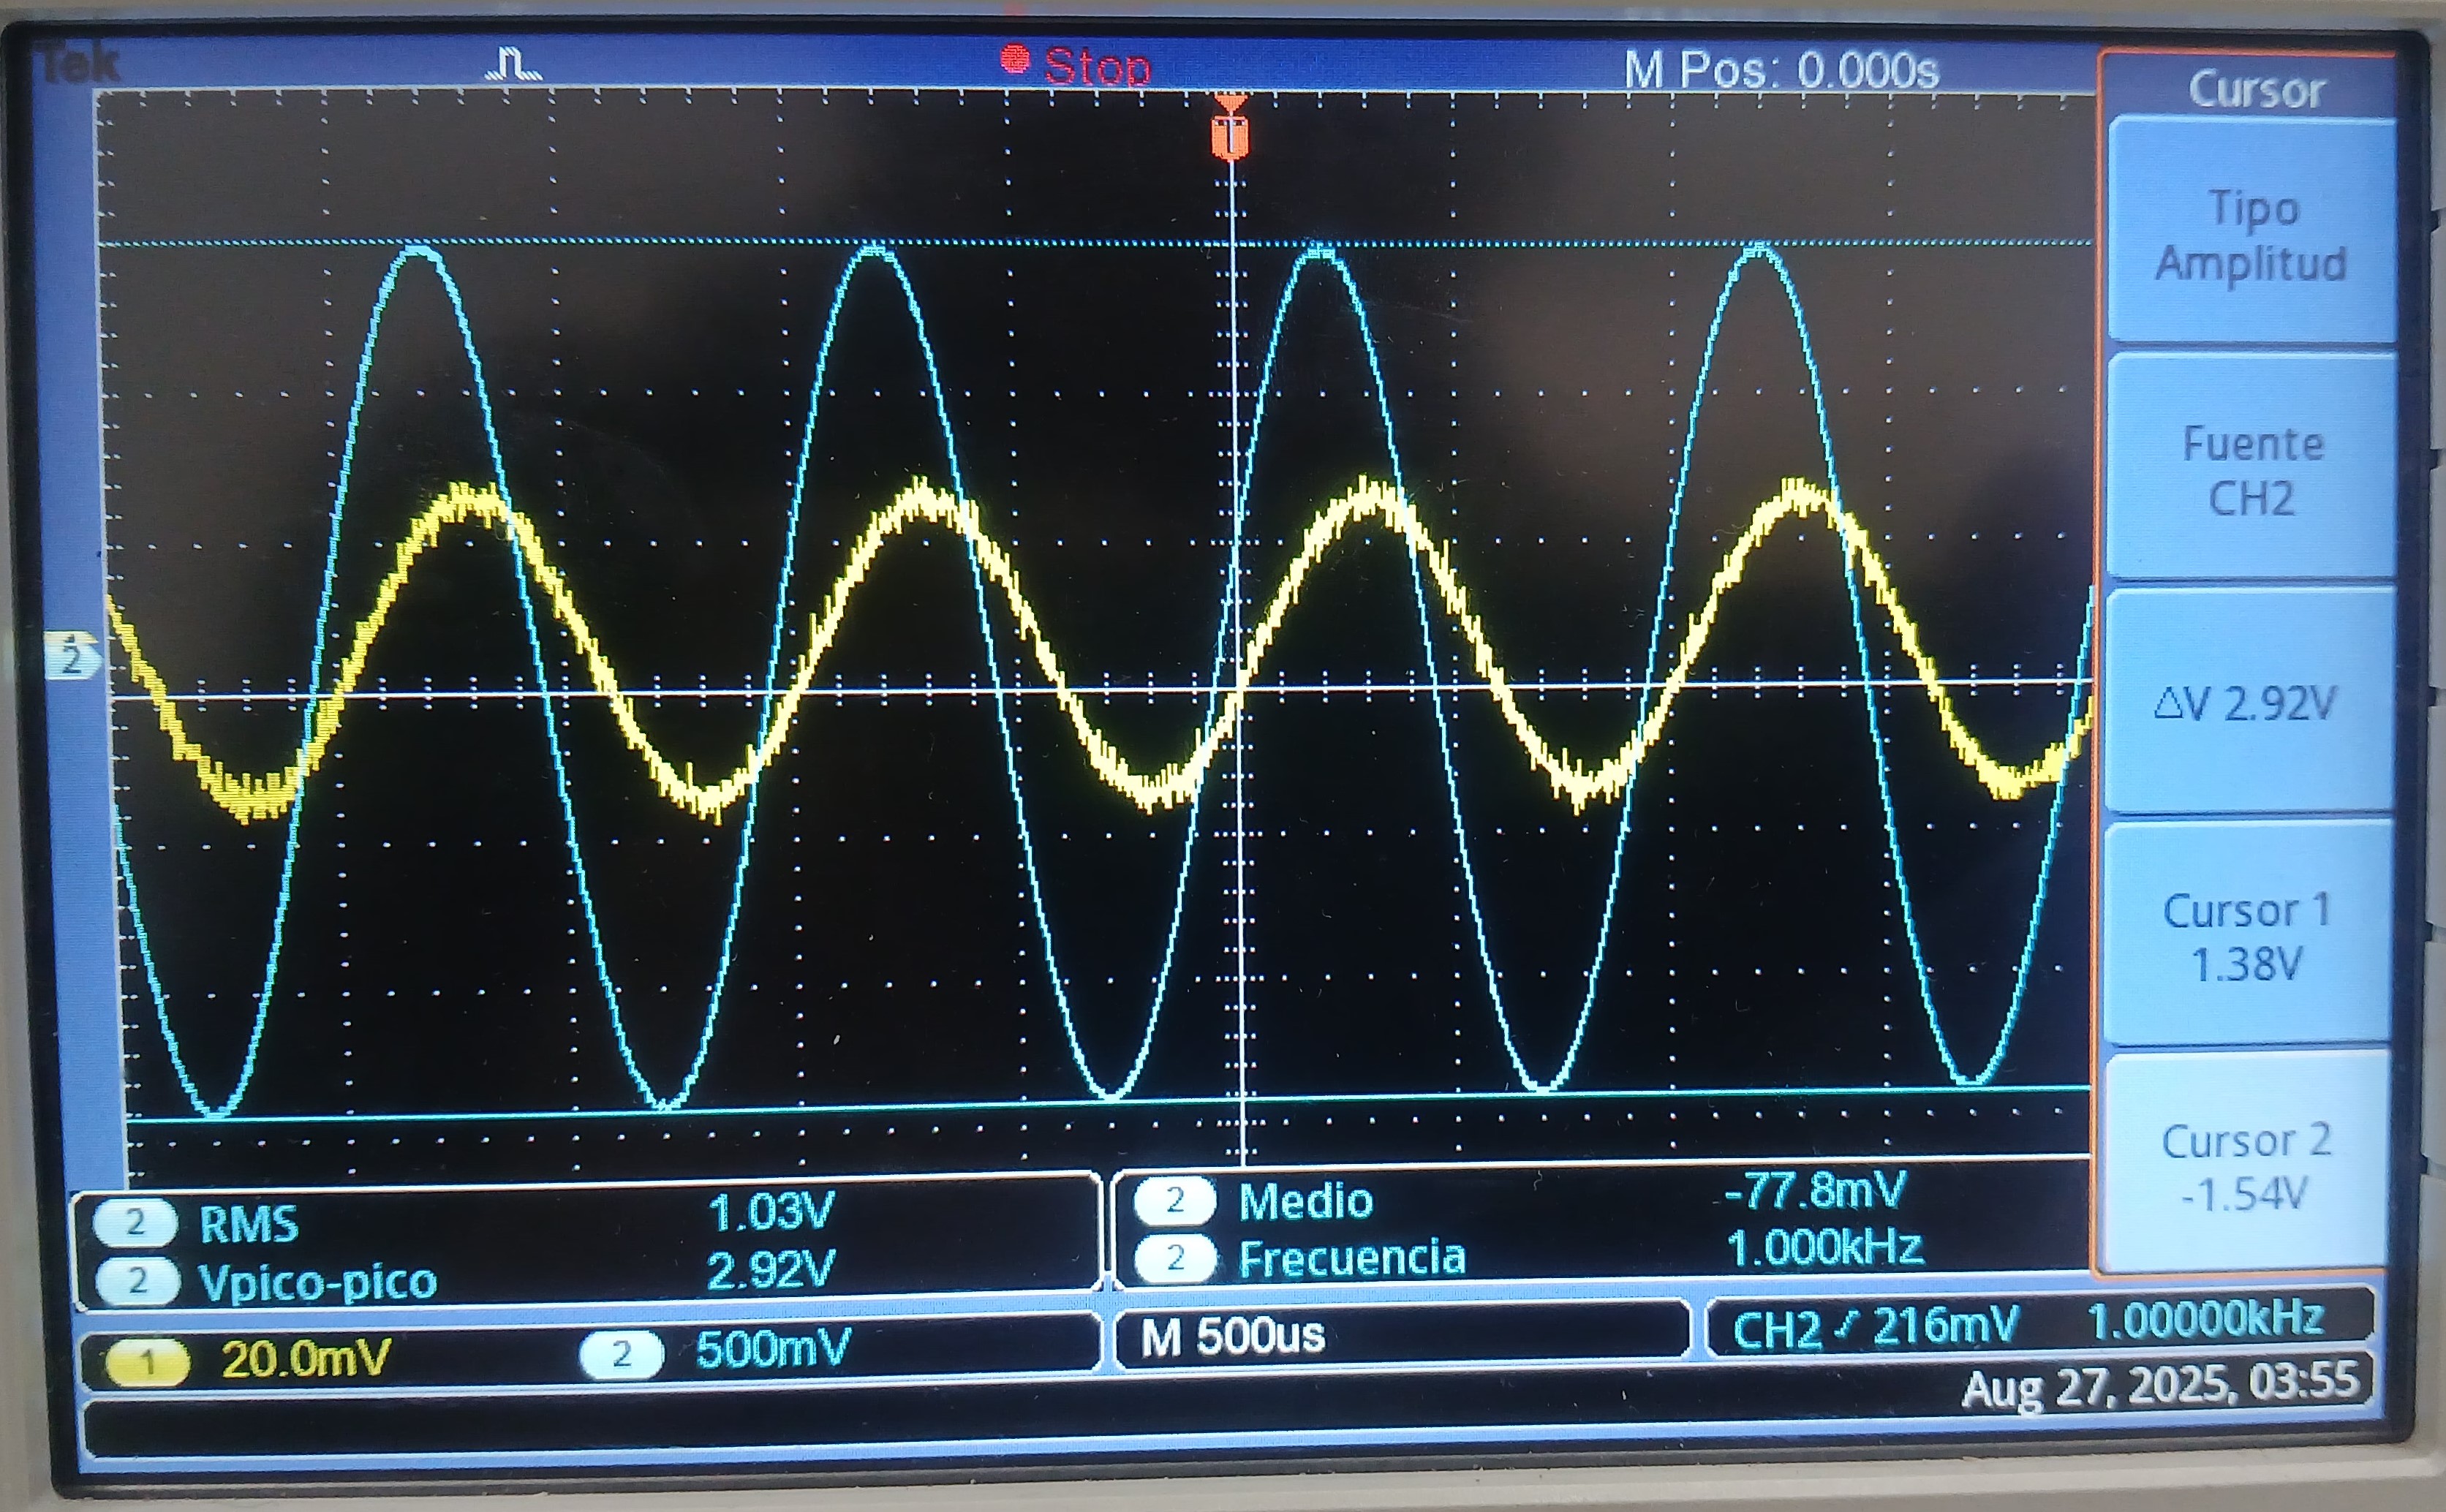 Tek
Stop
M Pos: 0.000s
T
Cursor
Tipo
Amplitud
Fuente
CH2
△V 2.92V
Cursor 1
1.38V
Cursor 2
-1.54V
2
2 RMS 1.03V
2 Vpico-pico 2.92V
2 Medio -77.8mV
2 Frecuencia 1.000kHz
1 20.0mV 2 500mV
M 500us
CH2 216mV 1.00000kHz
Aug 27, 2025, 03:55